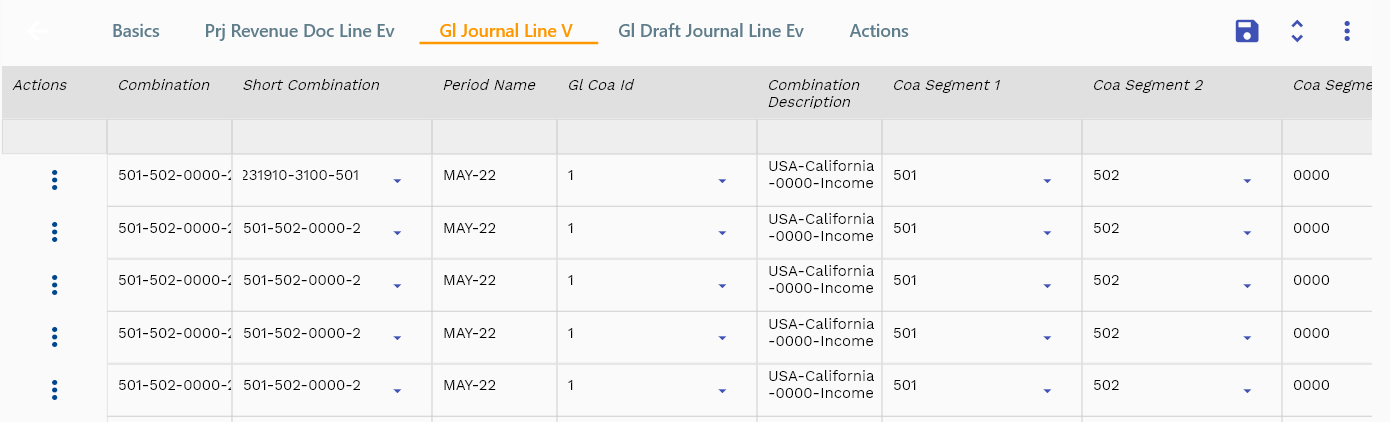 Basics Prj Revenue Doc Line Ev Gl Journal Line V Gl Draft Journal Line Ev Actions
Actions Combination Short Combination Period Name Gl Coa Id Combination Coa Segment 1 Coa Segment 2 Coa Segme
Description
501-502-0000-2 231910-3100-501 MAY-22 1 USA-California 501 502 0000
-0000-Income
501-502-0000-2 501-502-0000-2 MAY-22 1 USA-California 501 502 0000
-0000-Income
501-502-0000-2 501-502-0000-2 MAY-22 1 USA-California 501 502 0000
-0000-Income
501-502-0000-2 501-502-0000-2 MAY-22 1 USA-California 501 502 0000
-0000-Income
501-502-0000-2 501-502-0000-2 MAY-22 1 USA-California 501 502 0000
-0000-Income